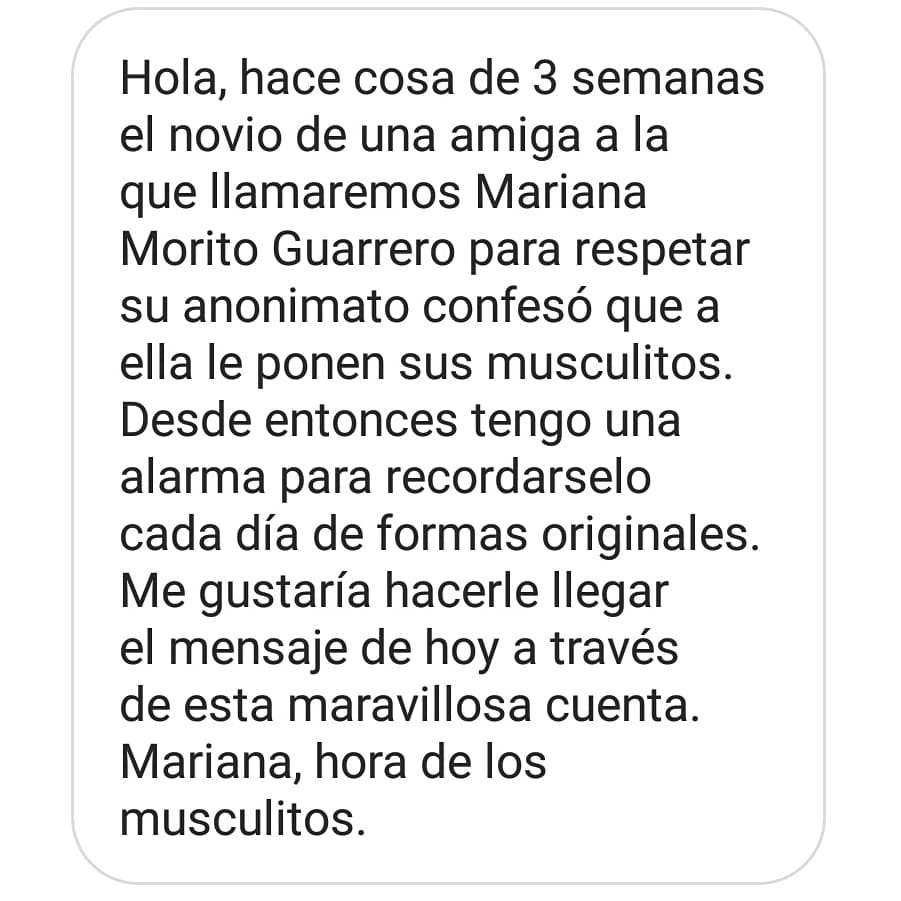 Hola, hace cosa de 3 semanas
el novio de una amiga a la
que llamaremos Mariana
Morito Guarrero para respetar
su anonimato confesó que a
ella le ponen sus musculitos.
Desde entonces tengo una
alarma para recordarselo
cada día de formas originales.
Me gustaría hacerle llegar
el mensaje de hoy a través
de esta maravillosa cuenta.
Mariana, hora de los
musculitos.